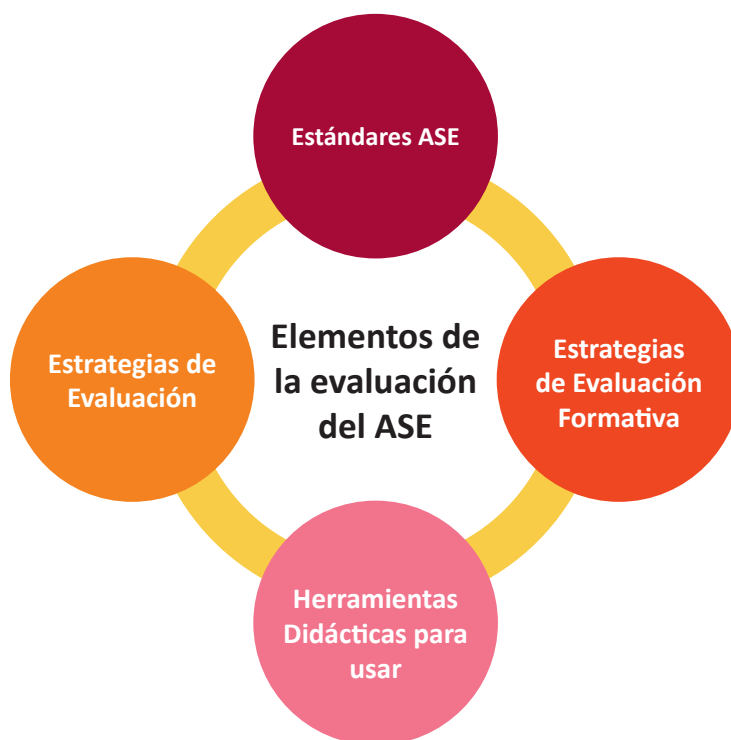 Estándares ASE
Elementos de
la evaluación
del ASE
Estrategias de
Evaluación
Estrategias
de Evaluación
Formativa
Herramientas
Didácticas para
usar